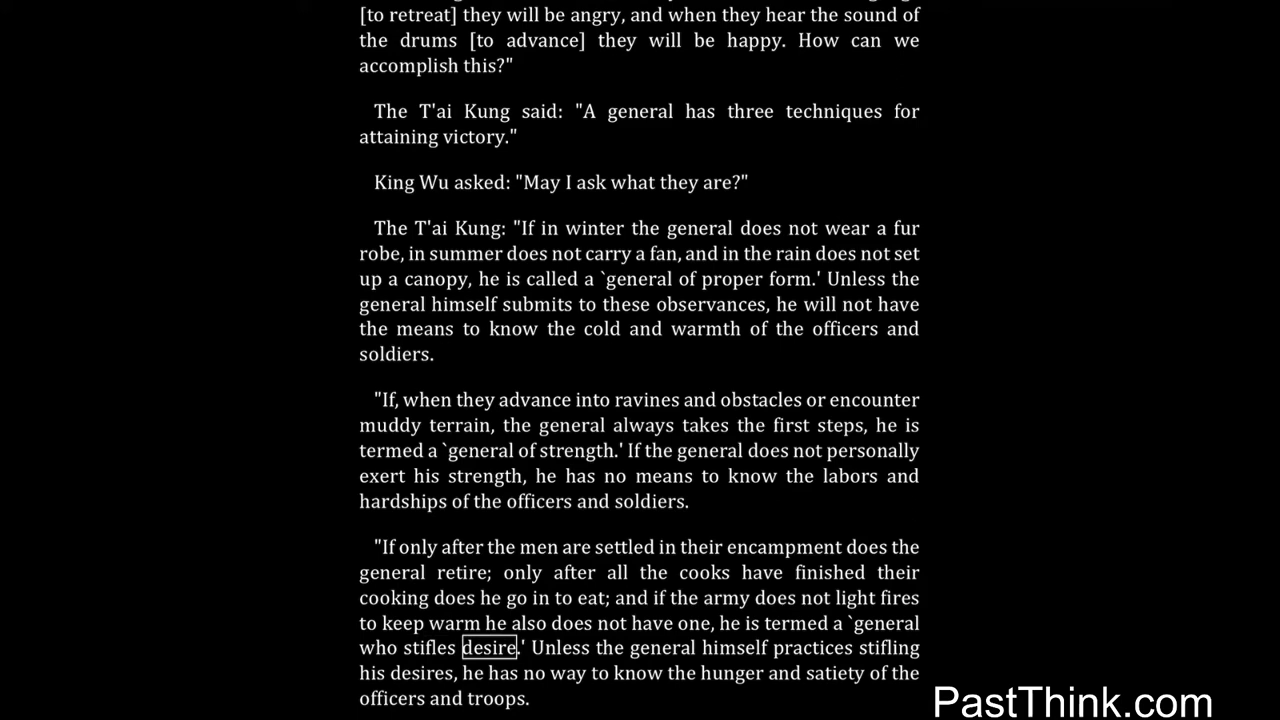 [to retreat] they will be angry, and when they hear the sound of
the drums [to advance] they will be happy. How can we
accomplish this?"
The T'ai Kung said: "A general has three techniques for
attaining victory."
King Wu asked: "May I ask what they are?"
The T'ai Kung: "If in winter the general does not wear a fur
robe, in summer does not carry a fan, and in the rain does not set
up a canopy, he is called a `general of proper form.' Unless the
general himself submits to these observances, he will not have
the means to know the cold and warmth of the officers and
soldiers.
"If, when they advance into ravines and obstacles or encounter
muddy terrain, the general always takes the first steps, he is
termed a `general of strength.' If the general does not personally
exert his strength, he has no means to know the labors and
hardships of the officers and soldiers.
"If only after the men are settled in their encampment does the
general retire; only after all the cooks have finished their
cooking does he go in to eat; and if the army does not light fires
to keep warm he also does not have one, he is termed a `general
who stifles desire.' Unless the general himself practices stifling
his desires, he has no way to know the hunger and satiety of the
officers and troops.
PastThink.com